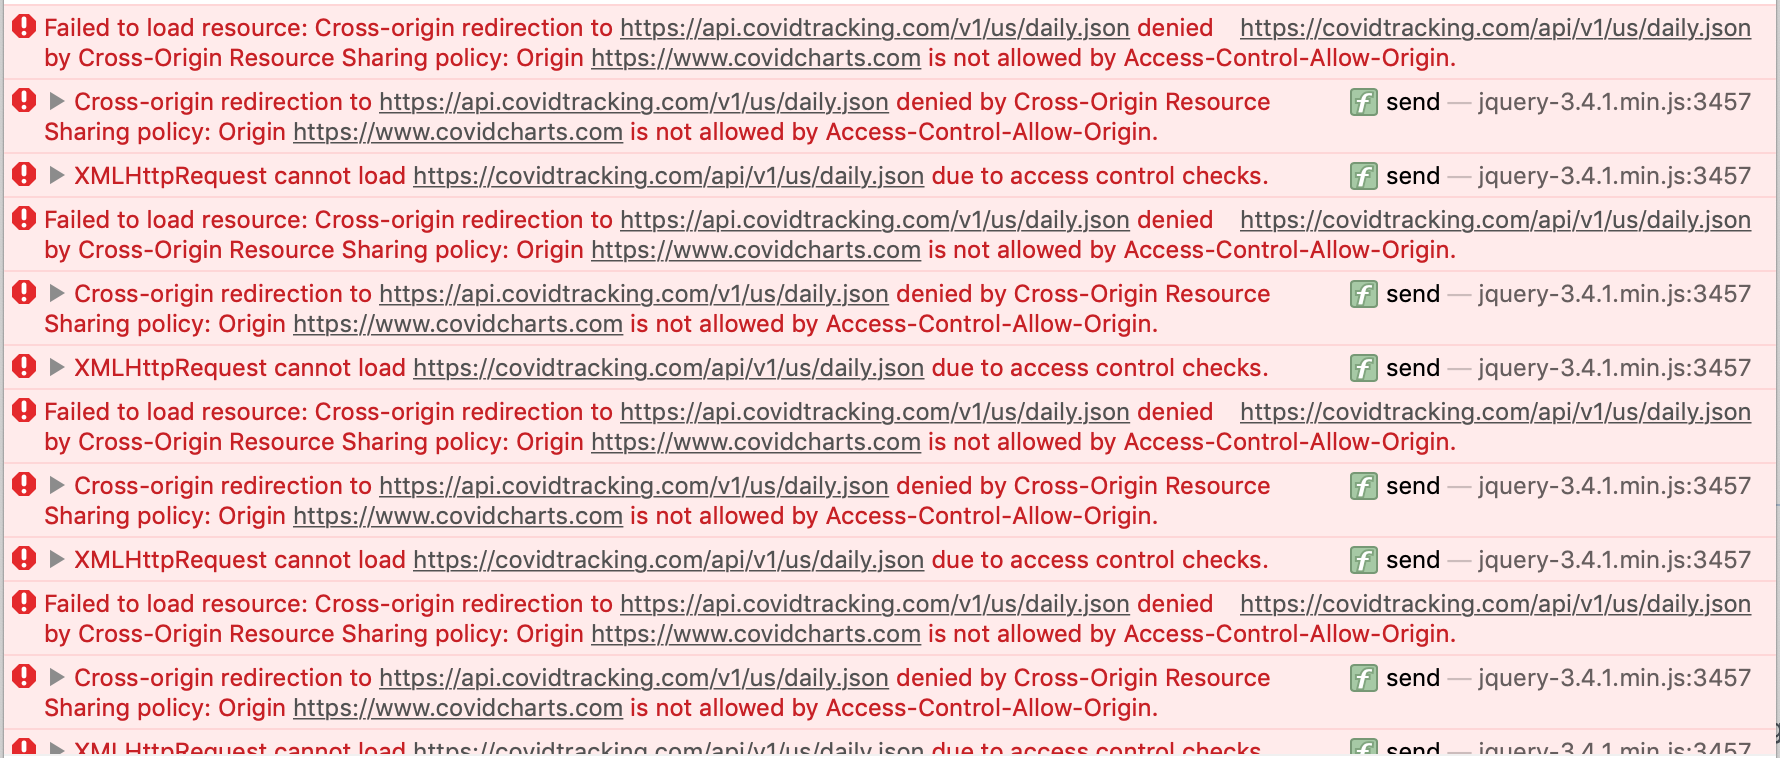 Failed to load resource: Cross-origin redirection to https://api.covidtracking.com/v1/us/daily.json denied https://covidtracking.com/api/v1/us/daily.json
by Cross-Origin Resource Sharing policy: Origin https://www.covidcharts.com is not allowed by Access-Control-Allow-Origin.
Cross-origin redirection to https://api.covidtracking.com/v1/us/daily.json denied by Cross-Origin Resource f send — jquery-3.4.1.min.js:3457
Sharing policy: Origin https://www.covidcharts.com is not allowed by Access-Control-Allow-Origin.
XMLHttpRequest cannot load https://covidtracking.com/api/v1/us/daily.json due to access control checks. f send — jquery-3.4.1.min.js:3457
Failed to load resource: Cross-origin redirection to https://api.covidtracking.com/v1/us/daily.json denied https://covidtracking.com/api/v1/us/daily.json
by Cross-Origin Resource Sharing policy: Origin https://www.covidcharts.com is not allowed by Access-Control-Allow-Origin.
Cross-origin redirection to https://api.covidtracking.com/v1/us/daily.json denied by Cross-Origin Resource f send — jquery-3.4.1.min.js:3457
Sharing policy: Origin https://www.covidcharts.com is not allowed by Access-Control-Allow-Origin.
XMLHttpRequest cannot load https://covidtracking.com/api/v1/us/daily.json due to access control checks. f send — jquery-3.4.1.min.js:3457
Failed to load resource: Cross-origin redirection to https://api.covidtracking.com/v1/us/daily.json denied https://covidtracking.com/api/v1/us/daily.json
by Cross-Origin Resource Sharing policy: Origin https://www.covidcharts.com is not allowed by Access-Control-Allow-Origin.
Cross-origin redirection to https://api.covidtracking.com/v1/us/daily.json denied by Cross-Origin Resource f send — jquery-3.4.1.min.js:3457
Sharing policy: Origin https://www.covidcharts.com is not allowed by Access-Control-Allow-Origin.
XMLHttpRequest cannot load https://covidtracking.com/api/v1/us/daily.json due to access control checks. f send — jquery-3.4.1.min.js:3457
Failed to load resource: Cross-origin redirection to https://api.covidtracking.com/v1/us/daily.json denied https://covidtracking.com/api/v1/us/daily.json
by Cross-Origin Resource Sharing policy: Origin https://www.covidcharts.com is not allowed by Access-Control-Allow-Origin.
Cross-origin redirection to https://api.covidtracking.com/v1/us/daily.json denied by Cross-Origin Resource f send — jquery-3.4.1.min.js:3457
Sharing policy: Origin https://www.covidcharts.com is not allowed by Access-Control-Allow-Origin.
XMLHttpRequest cannot load https://covidtracking.com/api/v1/us/daily.json due to access control checks. f send — jquery-3.4.1.min.js:3457